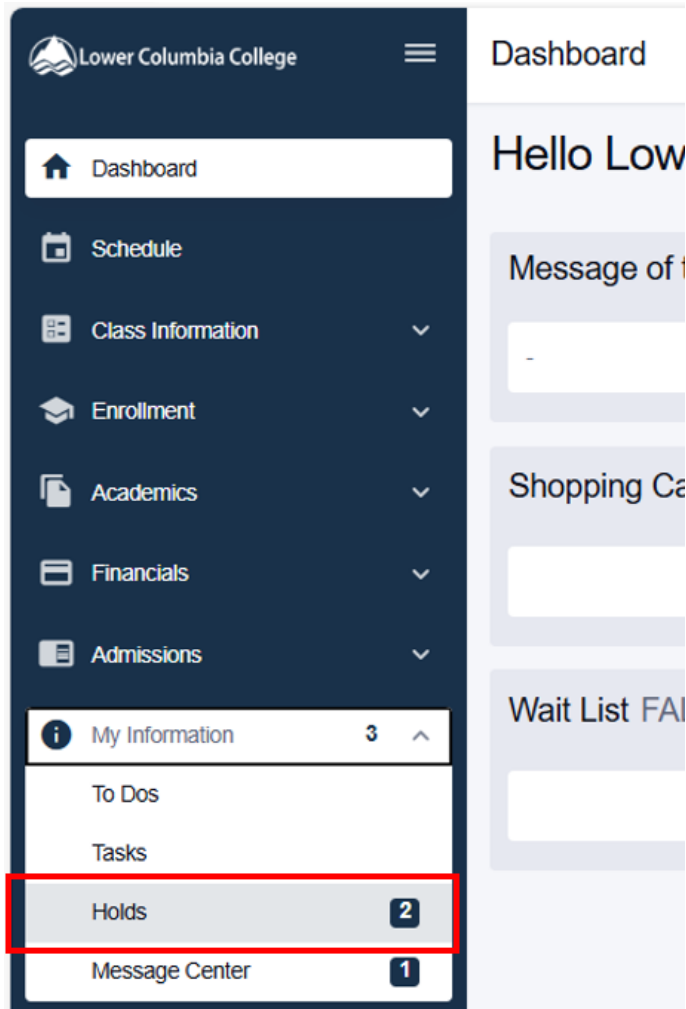 Lower Columbia College
Dashboard
Schedule
Class Information
Enrollment
Academics
Financials
Admissions
My Information 3
To Dos
Tasks
Holds 2
Message Center 1
Dashboard
Hello Low
Message of t
-
Shopping Ca
Wait List FAL